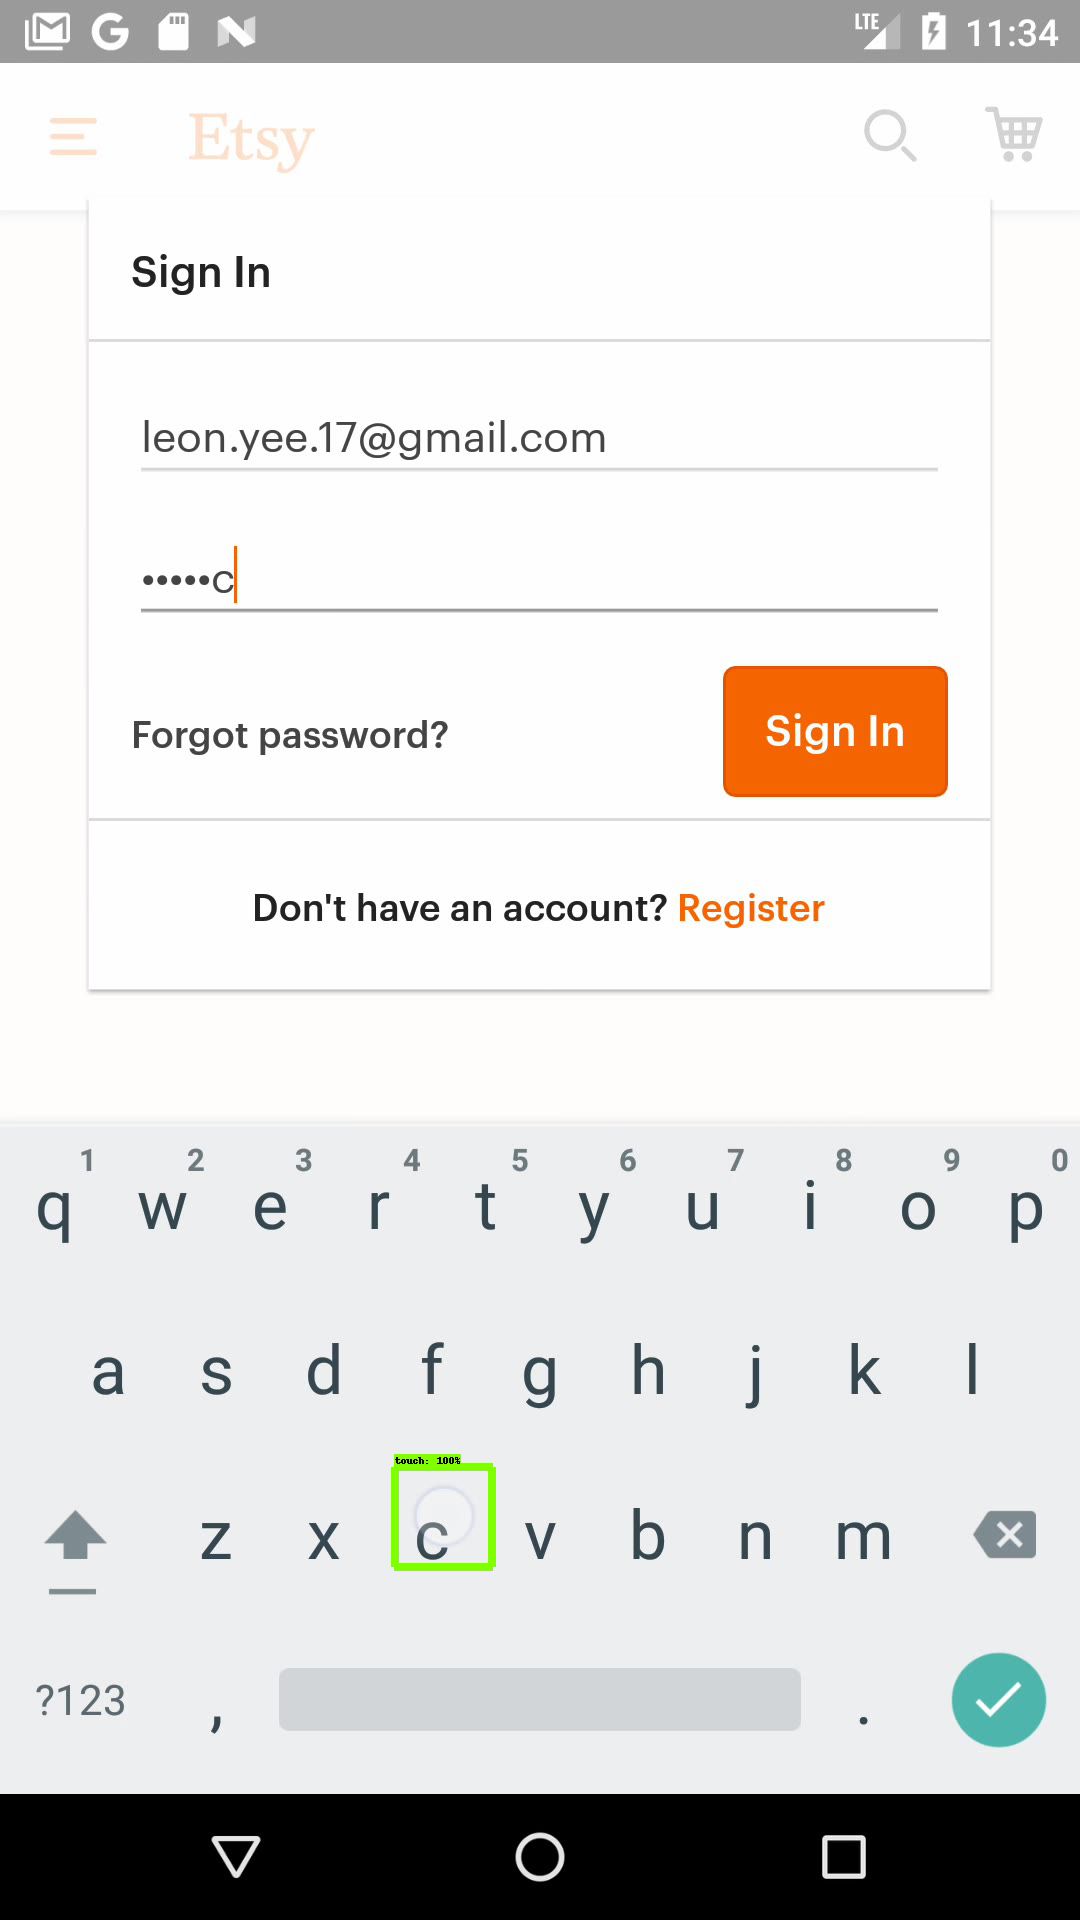 LTE 11:34
Etsy
Sign In
leon.yee.17@gmail.com
•••••c
Forgot password?
Sign In
Don't have an account? Register
1 2 3 4 5 6 7 8 9 0
q w e r t y u i o p
a s d f g h j k l
touch: 100%
z x c v b n m
?123 , .